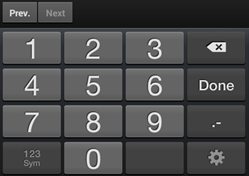 Prev. Next
1 2 3
4 5 6 Done
7 8 9 .-
123 0
Sym